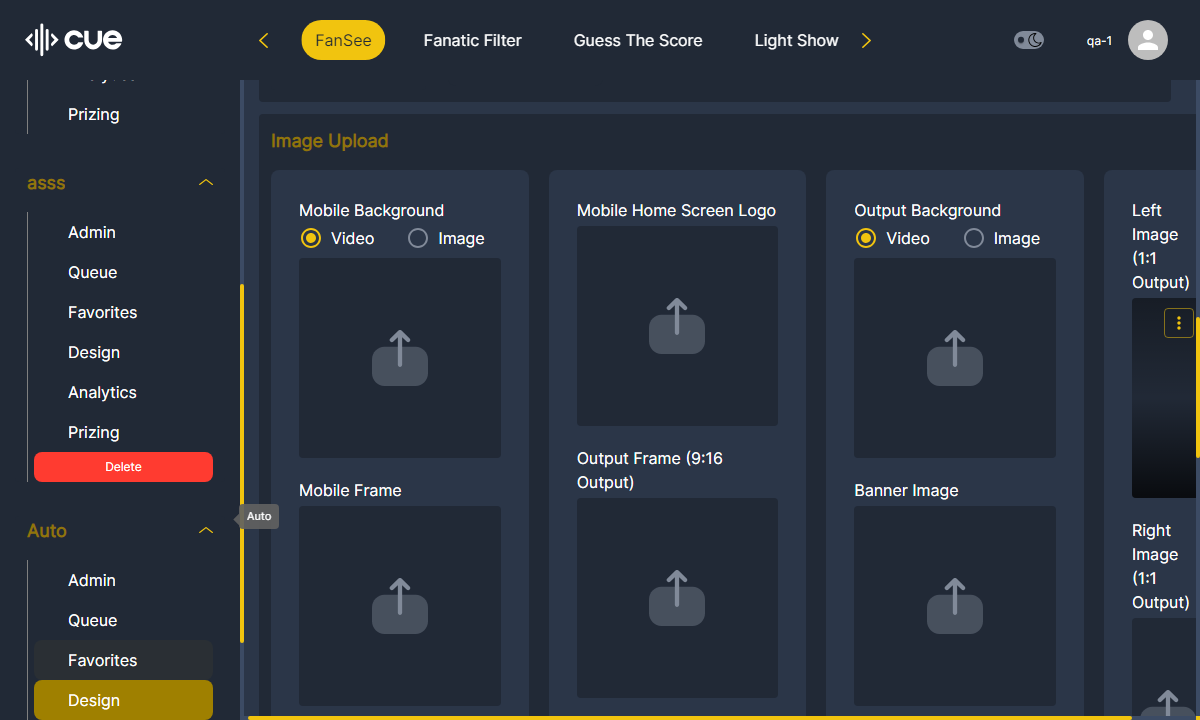 cue
FanSee
Fanatic Filter
Guess The Score
Light Show
qa-1
Prizing
asss
Admin
Queue
Favorites
Design
Analytics
Prizing
Delete
Auto
Admin
Queue
Favorites
Design
Auto
Image Upload
Mobile Background
Video
Image
Mobile Frame
Mobile Home Screen Logo
Output Frame (9:16
Output)
Output Background
Video
Image
Banner Image
Left
Image
(1:1
Output)
Right
Image
(1:1
Output)